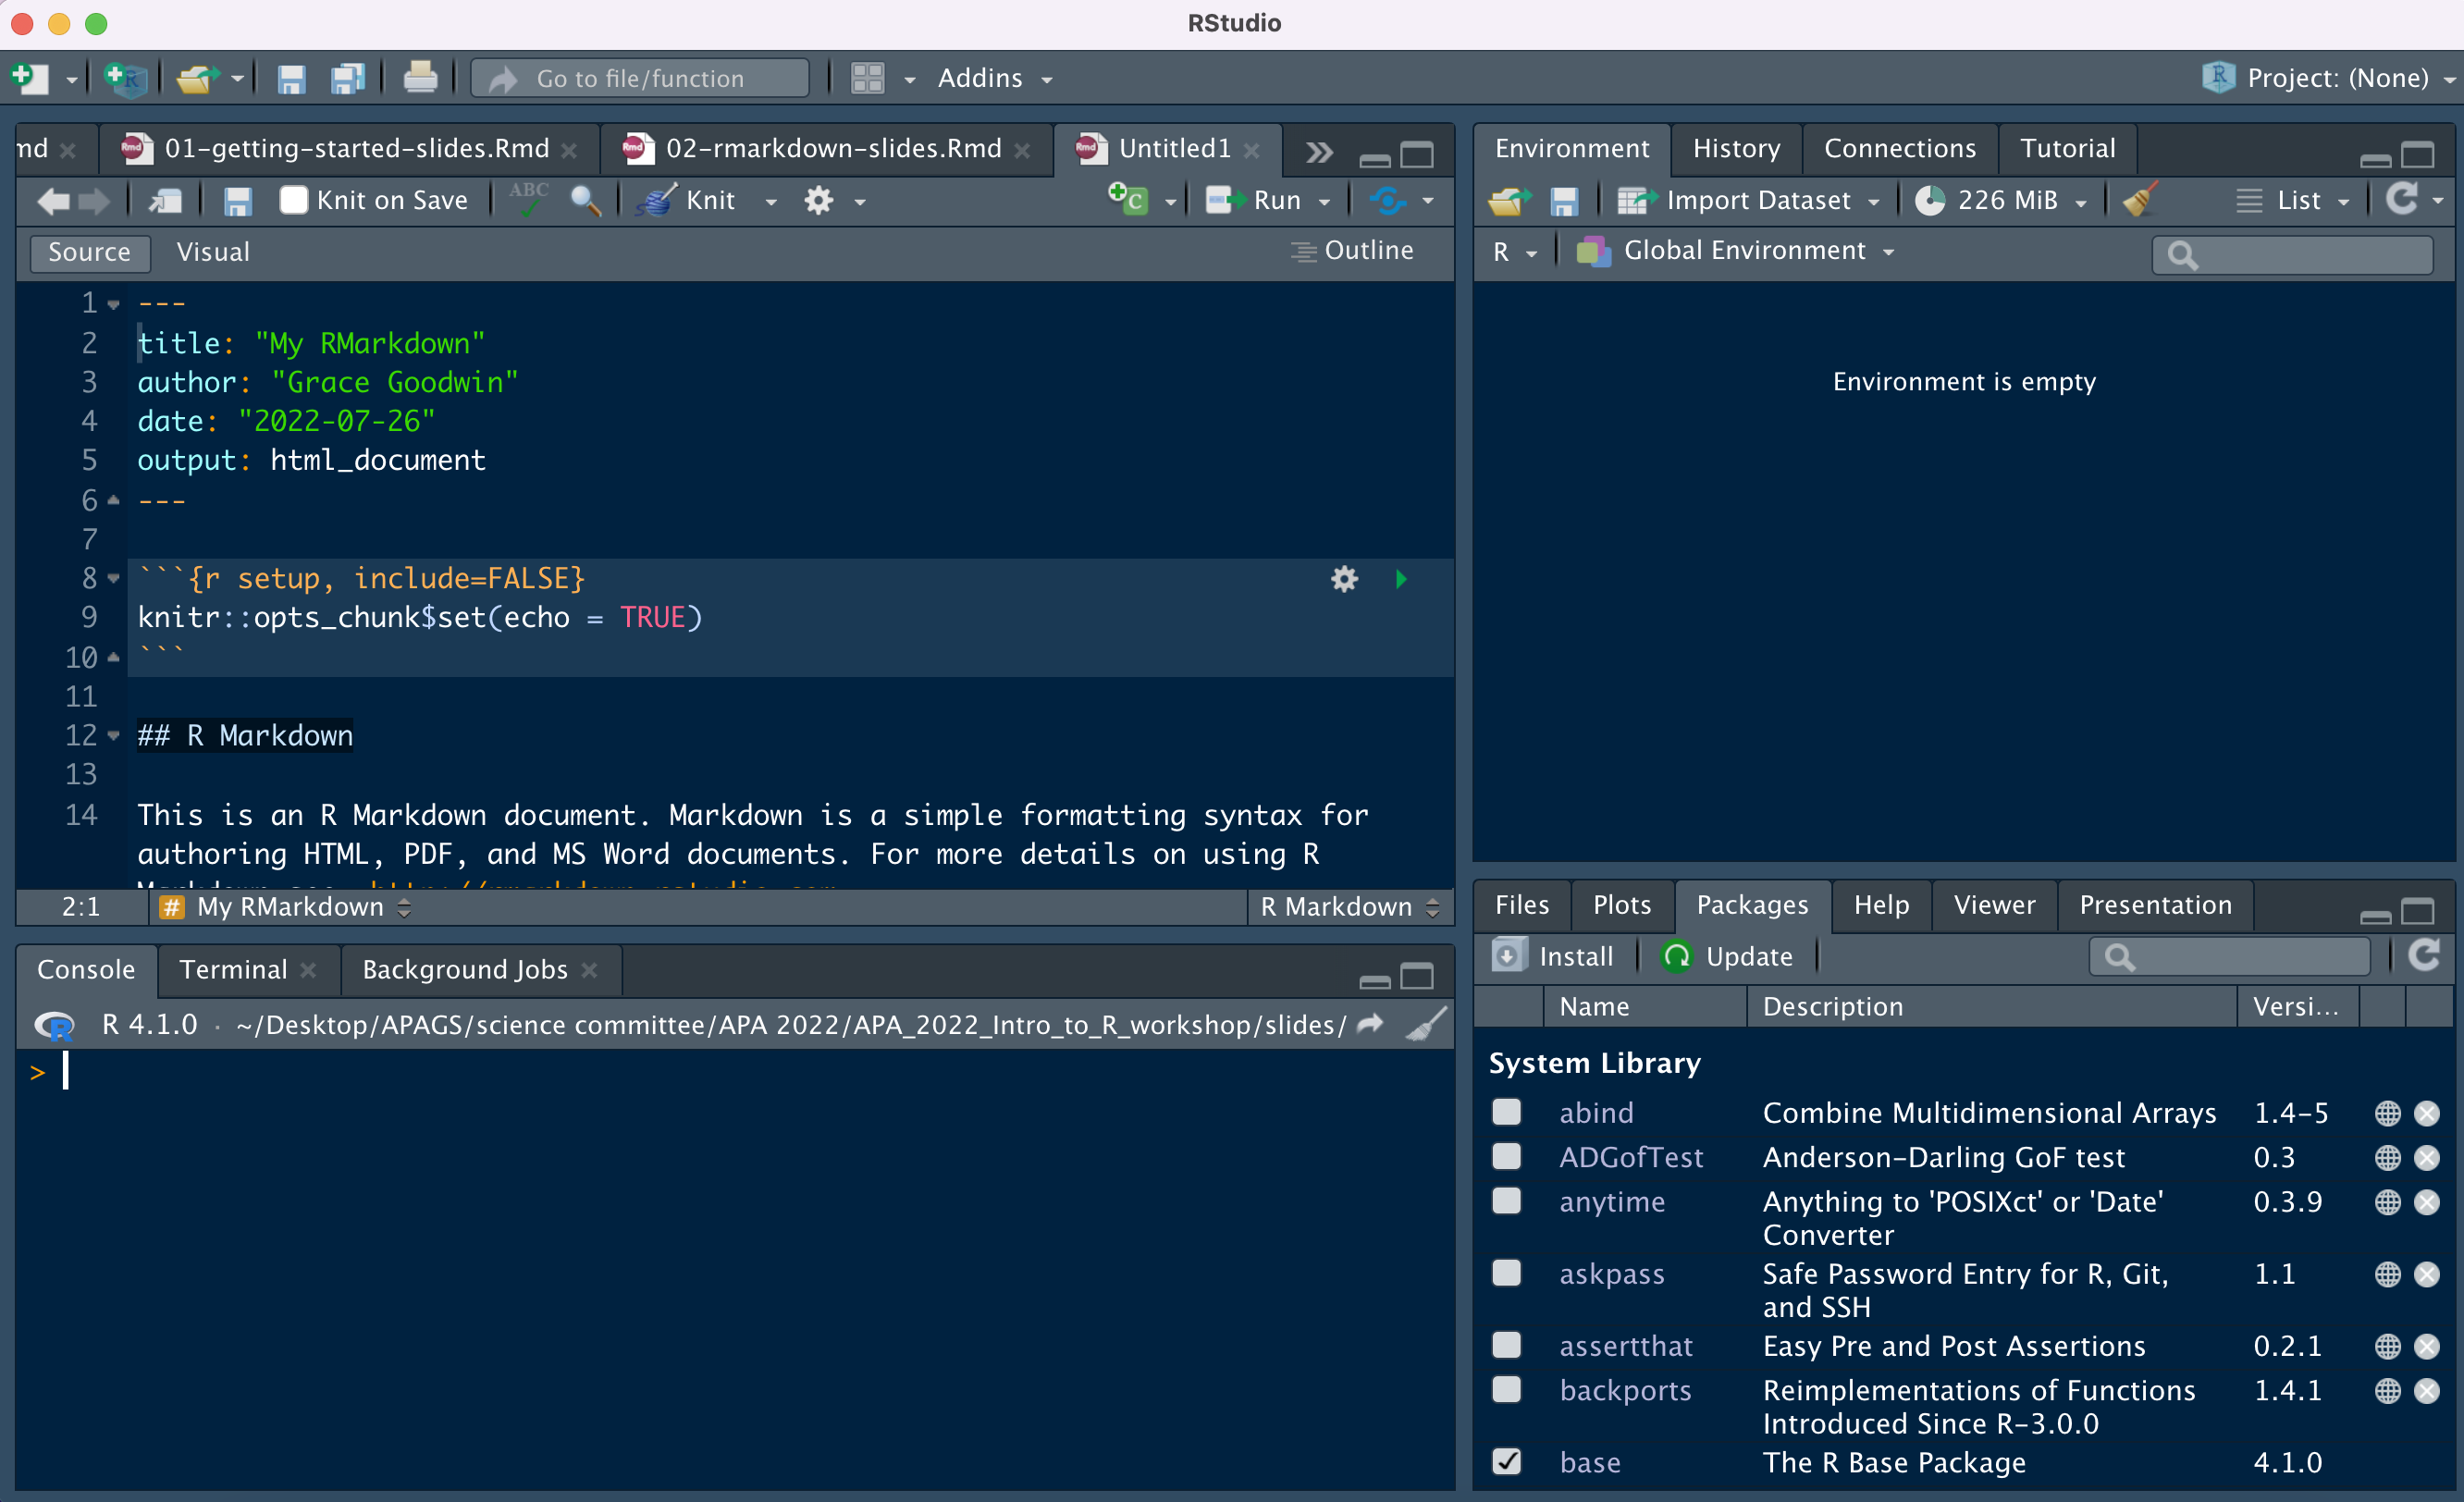 RStudio
Go to file/function
Addins
Project: (None)
md
01-getting-started-slides.Rmd
02-rmarkdown-slides.Rmd
Untitled1
Knit on Save
ABC
Knit
Run
Source
Visual
Outline
1 ---
2 title: "My RMarkdown"
3 author: "Grace Goodwin"
4 date: "2022-07-26"
5 output: html_document
6 ---
7
8 ```{r setup, include=FALSE}
9 knitr::opts_chunk$set(echo = TRUE)
10 ```
11
12 ## R Markdown
13
14 This is an R Markdown document. Markdown is a simple formatting syntax for
authoring HTML, PDF, and MS Word documents. For more details on using R
2:1
# My RMarkdown
R Markdown
Console
Terminal
Background Jobs
R 4.1.0 · ~/Desktop/APAGS/science committee/APA 2022/APA_2022_Intro_to_R_workshop/slides/
>
Environment
History
Connections
Tutorial
Import Dataset
226 MiB
List
R
Global Environment
Environment is empty
Files
Plots
Packages
Help
Viewer
Presentation
Install
Update
Name
Description
Versi...
System Library
abind Combine Multidimensional Arrays 1.4-5
ADGofTest Anderson-Darling GoF test 0.3
anytime Anything to 'POSIXct' or 'Date' 0.3.9
Converter
askpass Safe Password Entry for R, Git, 1.1
and SSH
assertthat Easy Pre and Post Assertions 0.2.1
backports Reimplementations of Functions 1.4.1
Introduced Since R-3.0.0
base The R Base Package 4.1.0